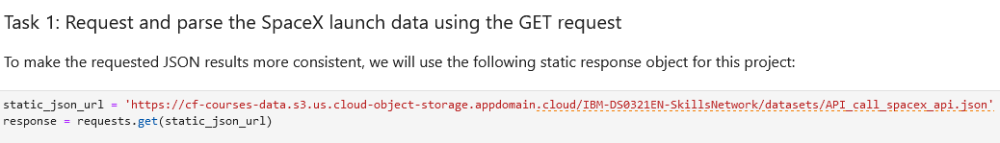 Task 1: Request and parse the SpaceX launch data using the GET request
To make the requested JSON results more consistent, we will use the following static response object for this project:
static_json_url = 'https://cf-courses-data.s3.us.cloud-object-storage.appdomain.cloud/IBM-DS0321EN-SkillsNetwork/datasets/API_call_spacex_api.json'
response = requests.get(static_json_url)